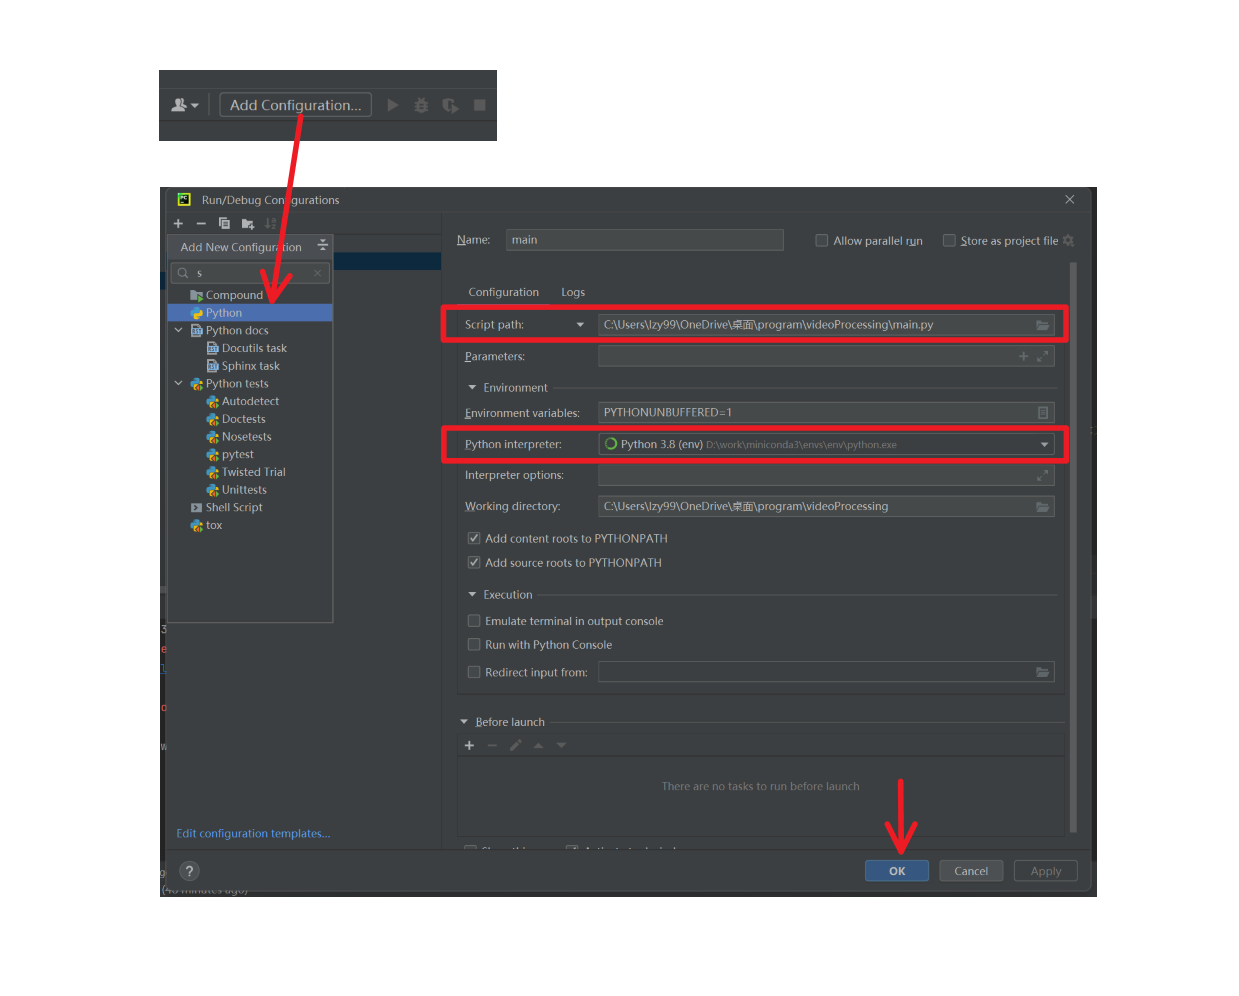 Add Configuration...
Run/Debug Configurations
Add New Configuration
s
Compound
Python
Python docs
Docutils task
Sphinx task
Python tests
Autodetect
Doctests
Nosetests
pytest
Twisted Trial
Unittests
Shell Script
tox
Edit configuration templates...
Name: main
Allow parallel run
Store as project file
Configuration Logs
Script path: C:\Users\lzy99\OneDrive\桌面\program\videoProcessing\main.py
Parameters:
Environment
Environment variables: PYTHONUNBUFFERED=1
Python interpreter: Python 3.8 (env) D:\work\miniconda3\envs\env\python.exe
Interpreter options:
Working directory: C:\Users\lzy99\OneDrive\桌面\program\videoProcessing
Add content roots to PYTHONPATH
Add source roots to PYTHONPATH
Execution
Emulate terminal in output console
Run with Python Console
Redirect input from:
Before launch
There are no tasks to run before launch
? OK Cancel Apply